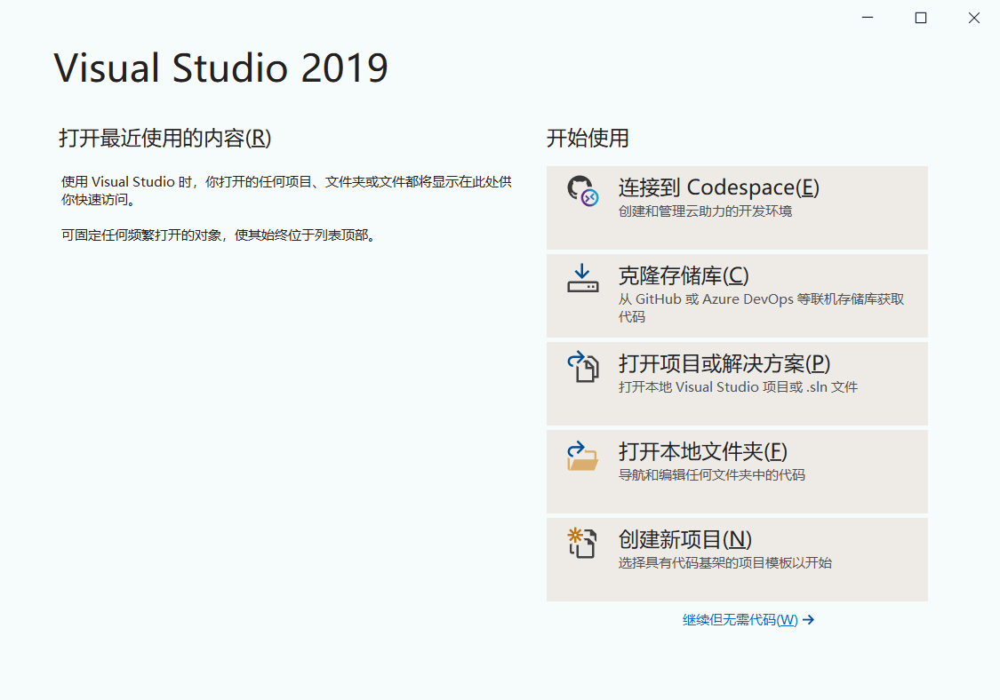 Visual Studio 2019
打开最近使用的内容(R)
使用 Visual Studio 时，你打开的任何项目、文件夹或文件都将显示在此处供
你快速访问。
可固定任何频繁打开的对象，使其始终位于列表顶部。
开始使用
连接到 Codespace(E)
创建和管理云助力的开发环境
克隆存储库(C)
从 GitHub 或 Azure DevOps 等联机存储库获取
代码
打开项目或解决方案(P)
打开本地 Visual Studio 项目或 .sln 文件
打开本地文件夹(F)
导航和编辑任何文件夹中的代码
创建新项目(N)
选择具有代码基架的项目模板以开始
继续但无需代码(W) →